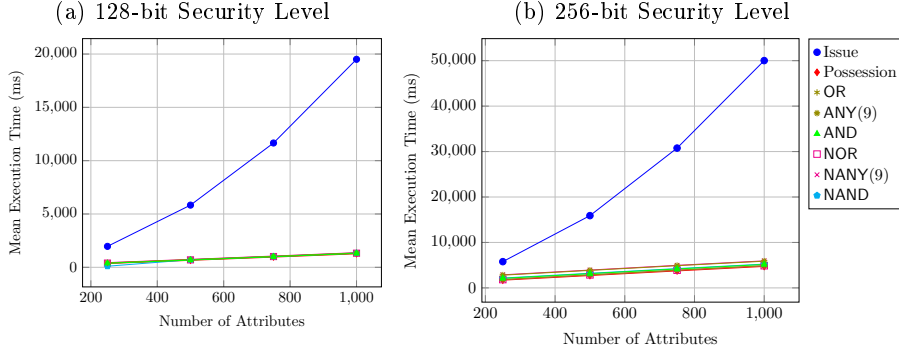 (a) 128-bit Security Level
(b) 256-bit Security Level
Mean Execution Time (ms)
20,000
15,000
10,000
5,000
0
200
400
600
800
1,000
Number of Attributes
Mean Execution Time (ms)
50,000
40,000
30,000
20,000
10,000
0
200
400
600
800
1,000
Number of Attributes
Issue
Possession
OR
ANY(9)
AND
NOR
NANY(9)
NAND